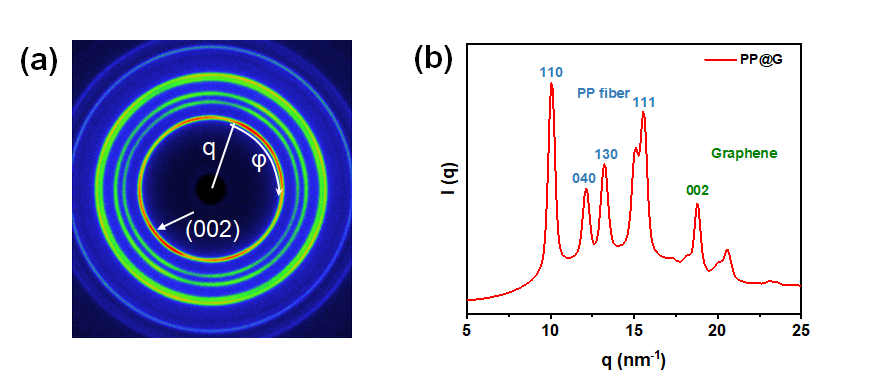 (a)
q
φ
(002)
(b)
PP@G
110
PP fiber
111
130
040
Graphene
002
I (q)
5
10
15
20
25
q (nm⁻¹)